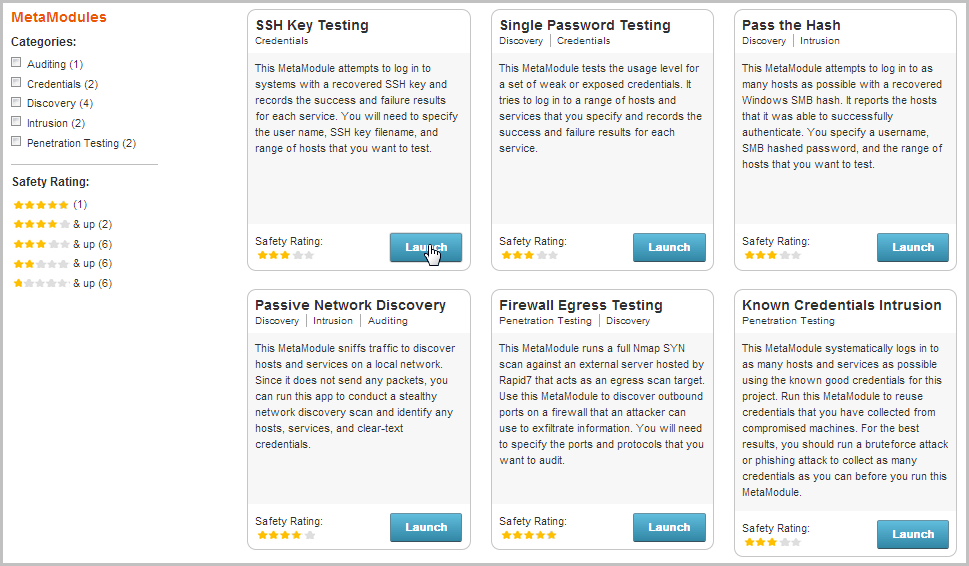 MetaModules
Categories:
Auditing (1)
Credentials (2)
Discovery (4)
Intrusion (2)
Penetration Testing (2)
Safety Rating:
(1)
& up (2)
& up (6)
& up (6)
& up (6)
SSH Key Testing
Credentials
This MetaModule attempts to log in to
systems with a recovered SSH key and
records the success and failure results
for each service. You will need to specify
the user name, SSH key filename, and
range of hosts that you want to test.
Safety Rating:
Launch
Single Password Testing
Discovery | Credentials
This MetaModule tests the usage level for
a set of weak or exposed credentials. It
tries to log in to a range of hosts and
services that you specify and records the
success and failure results for each
service.
Safety Rating:
Launch
Pass the Hash
Discovery | Intrusion
This MetaModule attempts to log in to as
many hosts as possible with a recovered
Windows SMB hash. It reports the hosts
that it was able to successfully
authenticate. You specify a username,
SMB hashed password, and the range of
hosts that you want to test.
Safety Rating:
Launch
Passive Network Discovery
Discovery | Intrusion | Auditing
This MetaModule sniffs traffic to discover
hosts and services on a local network.
Since it does not send any packets, you
can run this app to conduct a stealthy
network discovery scan and identify any
hosts, services, and clear-text
credentials.
Safety Rating:
Launch
Firewall Egress Testing
Penetration Testing | Discovery
This MetaModule runs a full Nmap SYN
scan against an external server hosted by
Rapid7 that acts as an egress scan target.
Use this MetaModule to discover outbound
ports on a firewall that an attacker can
use to exfiltrate information. You will need
to specify the ports and protocols that you
want to audit.
Safety Rating:
Launch
Known Credentials Intrusion
Penetration Testing
This MetaModule systematically logs in to
as many hosts and services as possible
using the known good credentials for this
project. Run this MetaModule to reuse
credentials that you have collected from
compromised machines. For the best
results, you should run a bruteforce attack
or phishing attack to collect as many
credentials as you can before you run this
MetaModule.
Safety Rating:
Launch